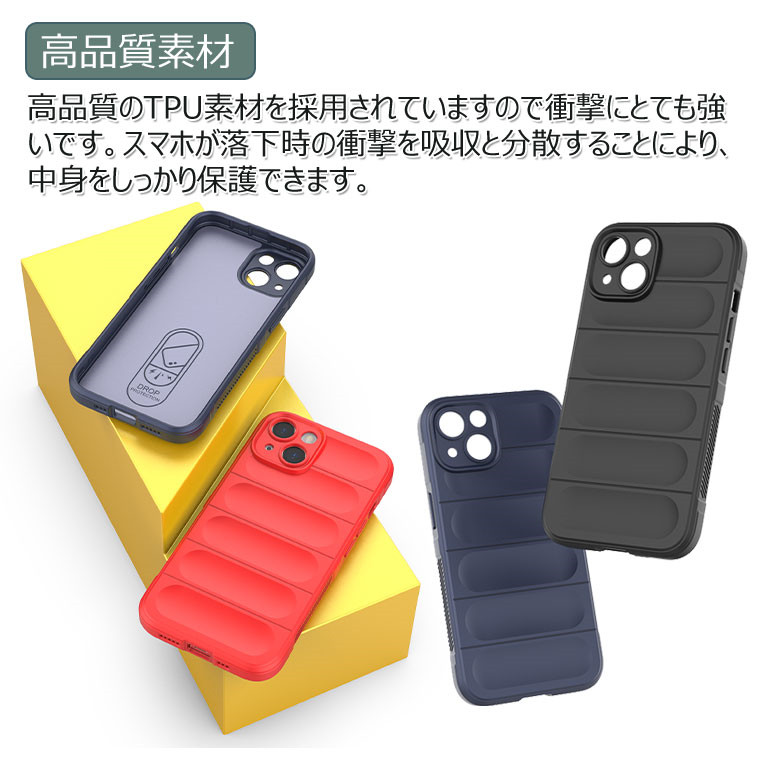 高品質素材
高品質のTPU素材を採用されていますので衝撃にとても強
いです。スマホが落下時の衝撃を吸収と分散することにより、
中身をしっかり保護できます。
DROP
PROTECTION